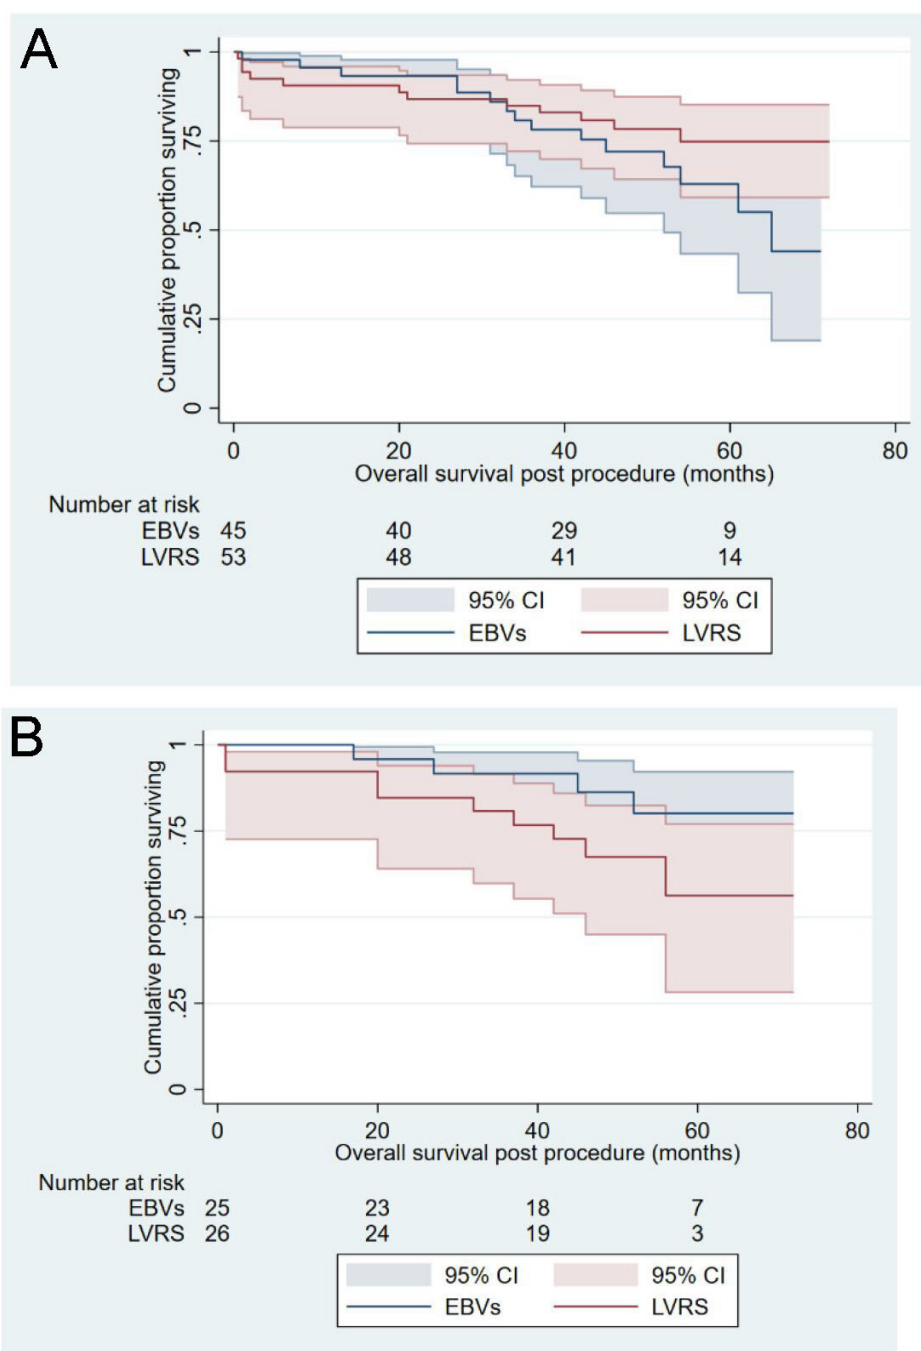 A
Cumulative proportion surviving
1
.75
.5
.25
0
0 20 40 60 80
Overall survival post procedure (months)
Number at risk
EBVs 45 40 29 9
LVRS 53 48 41 14
95% CI 95% CI
EBVs LVRS
B
Cumulative proportion surviving
1
.75
.5
.25
0
0 20 40 60 80
Overall survival post procedure (months)
Number at risk
EBVs 25 23 18 7
LVRS 26 24 19 3
95% CI 95% CI
EBVs LVRS